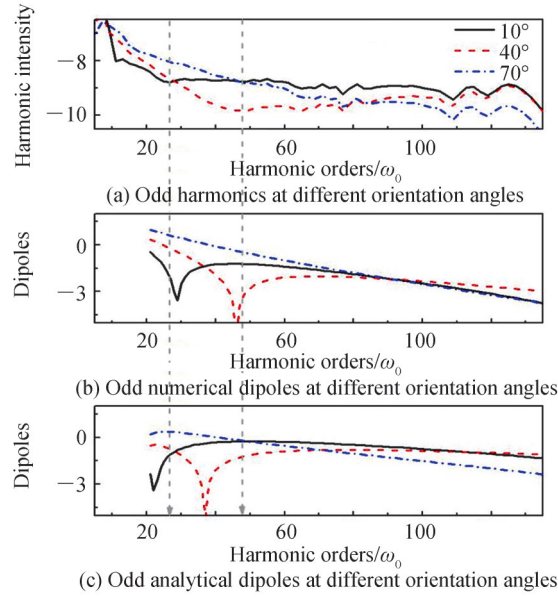 Harmonic intensity
−8
−10
10°
40°
70°
20 60 100
Harmonic orders/ω₀
(a) Odd harmonics at different orientation angles
Dipoles
0
−3
20 60 100
Harmonic orders/ω₀
(b) Odd numerical dipoles at different orientation angles
Dipoles
0
−3
20 60 100
Harmonic orders/ω₀
(c) Odd analytical dipoles at different orientation angles